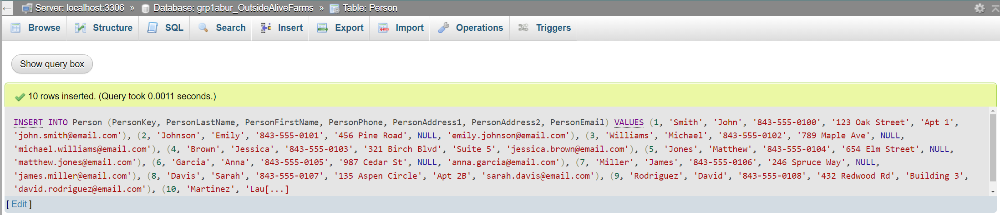 ← Server: localhost:3306 » Database: grp1abur_OutsideAliveFarms » Table: Person
Browse Structure SQL Search Insert Export Import Operations Triggers
Show query box
10 rows inserted. (Query took 0.0011 seconds.)
INSERT INTO Person (PersonKey, PersonLastName, PersonFirstName, PersonPhone, PersonAddress1, PersonAddress2, PersonEmail) VALUES (1, 'Smith', 'John', '843-555-0100', '123 Oak Street', 'Apt 1',
'john.smith@email.com'), (2, 'Johnson', 'Emily', '843-555-0101', '456 Pine Road', NULL, 'emily.johnson@email.com'), (3, 'Williams', 'Michael', '843-555-0102', '789 Maple Ave', NULL,
'michael.williams@email.com'), (4, 'Brown', 'Jessica', '843-555-0103', '321 Birch Blvd', 'Suite 5', 'jessica.brown@email.com'), (5, 'Jones', 'Matthew', '843-555-0104', '654 Elm Street', NULL,
'matthew.jones@email.com'), (6, 'Garcia', 'Anna', '843-555-0105', '987 Cedar St', NULL, 'anna.garcia@email.com'), (7, 'Miller', 'James', '843-555-0106', '246 Spruce Way', NULL,
'james.miller@email.com'), (8, 'Davis', 'Sarah', '843-555-0107', '135 Aspen Circle', 'Apt 2B', 'sarah.davis@email.com'), (9, 'Rodriguez', 'David', '843-555-0108', '432 Redwood Rd', 'Building 3',
'david.rodriguez@email.com'), (10, 'Martinez', 'Lau[...]
[ Edit ]